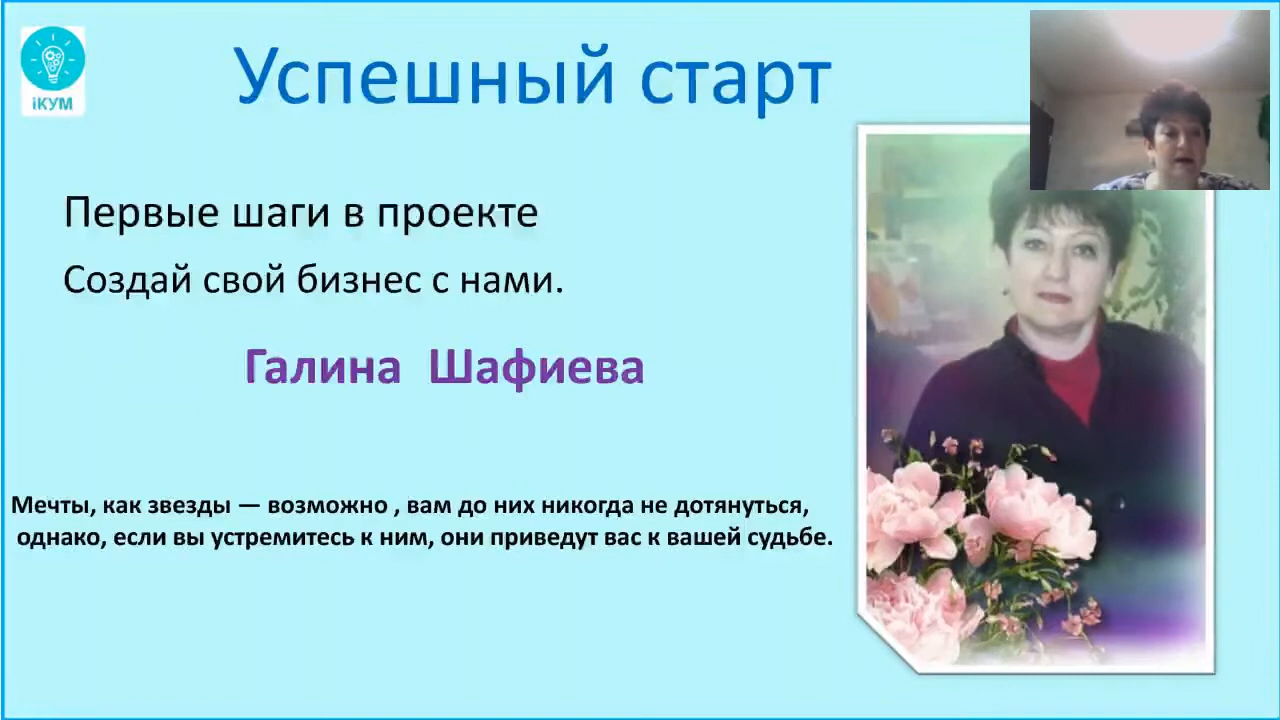 Успешный старт
iКУМ
Первые шаги в проекте
Создай свой бизнес с нами.
Галина Шафиева
Мечты, как звезды — возможно , вам до них никогда не дотянуться,
однако, если вы устремитесь к ним, они приведут вас к вашей судьбе.